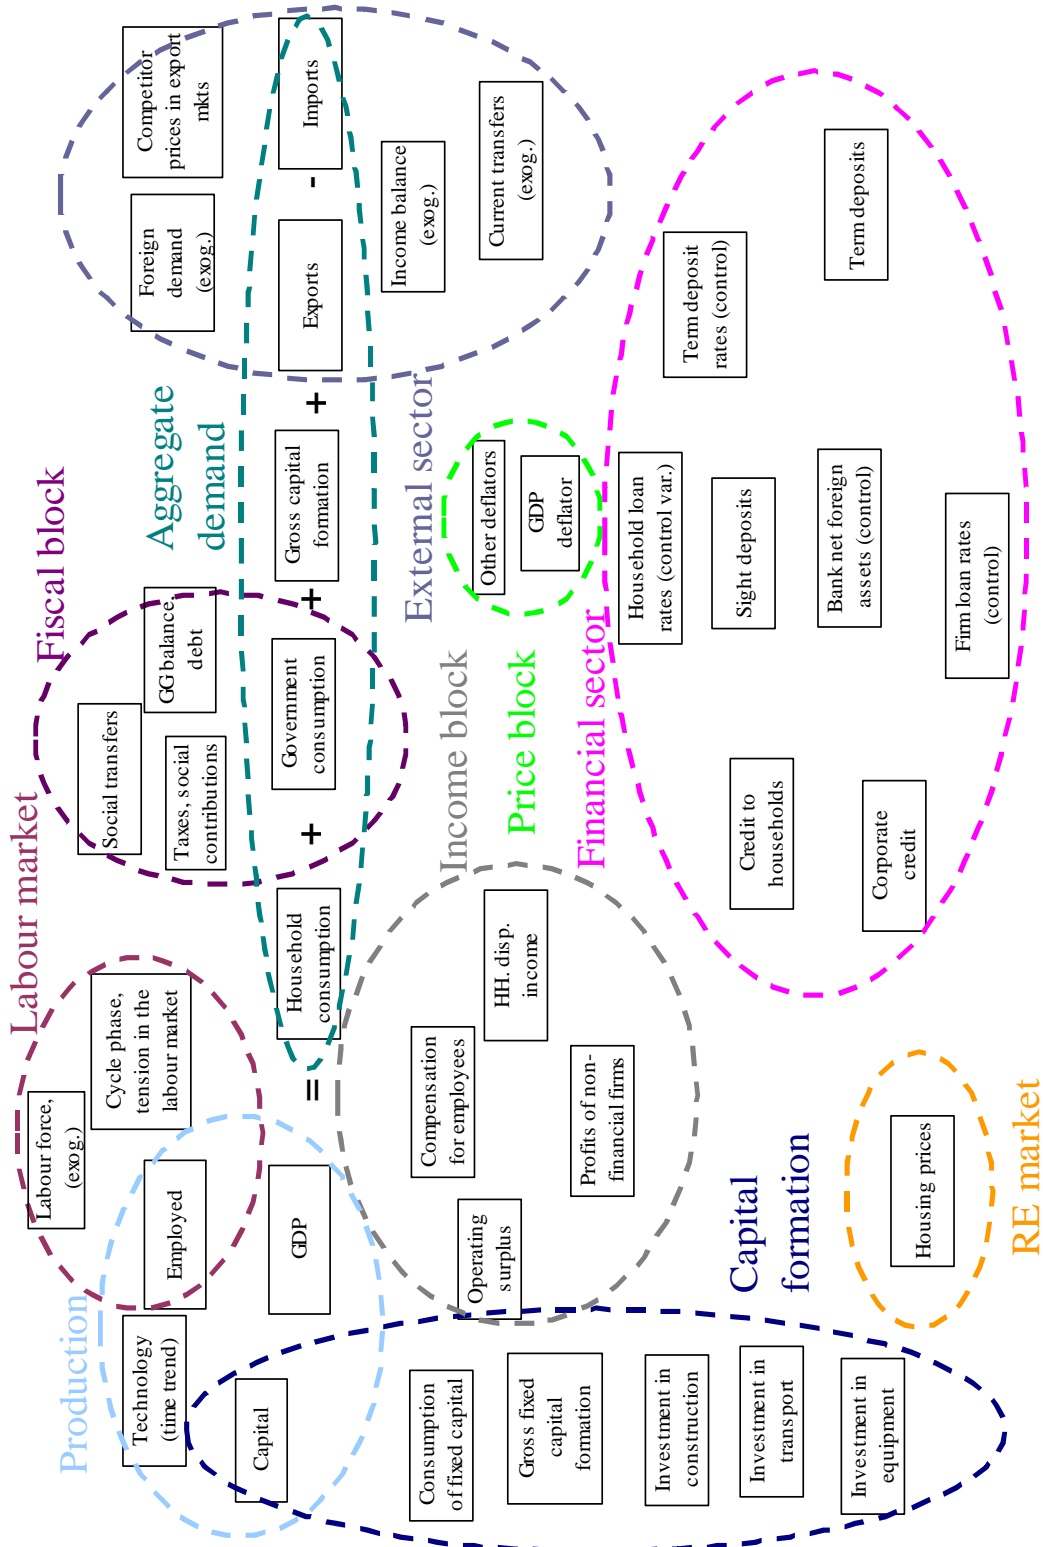 Production
Labour market
Fiscal block
Aggregate
demand
External sector
Income block
Price block
Financial sector
Capital
formation
RE market
Technology
(time trend)
Capital
Employed
GDP
Labour force,
(exog.)
Cycle phase,
tension in the
labour market
Social transfers
Taxes, social
contributions
GG balance,
debt
=
Household
consumption
+
Government
consumption
+
Gross capital
formation
+
Exports
-
Imports
Foreign
demand
(exog.)
Competitor
prices in export
mkts
Income balance
(exog.)
Current transfers
(exog.)
Consumption
of fixed capital
Gross fixed
capital
formation
Investment in
construction
Investment in
transport
Investment in
equipment
Operating
surplus
Compensation
for employees
HH. disp.
income
Profits of non-
financial firms
Other deflators
GDP
deflator
Housing prices
Credit to
households
Corporate
credit
Household loan
rates (control var.)
Sight deposits
Bank net foreign
assets (control)
Firm loan rates
(control)
Term deposit
rates (control)
Term deposits